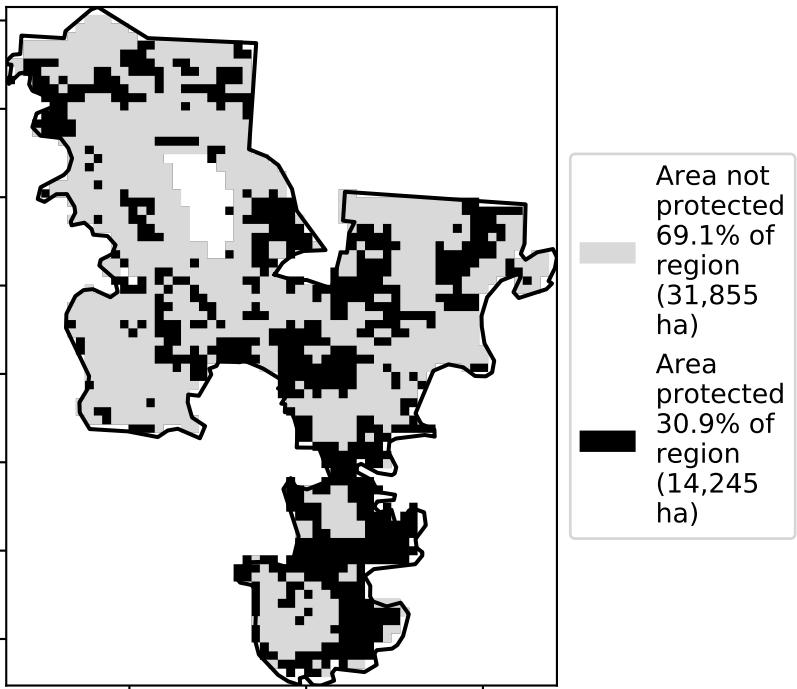 Area not
protected
69.1% of
region
(31,855
ha)
Area
protected
30.9% of
region
(14,245
ha)